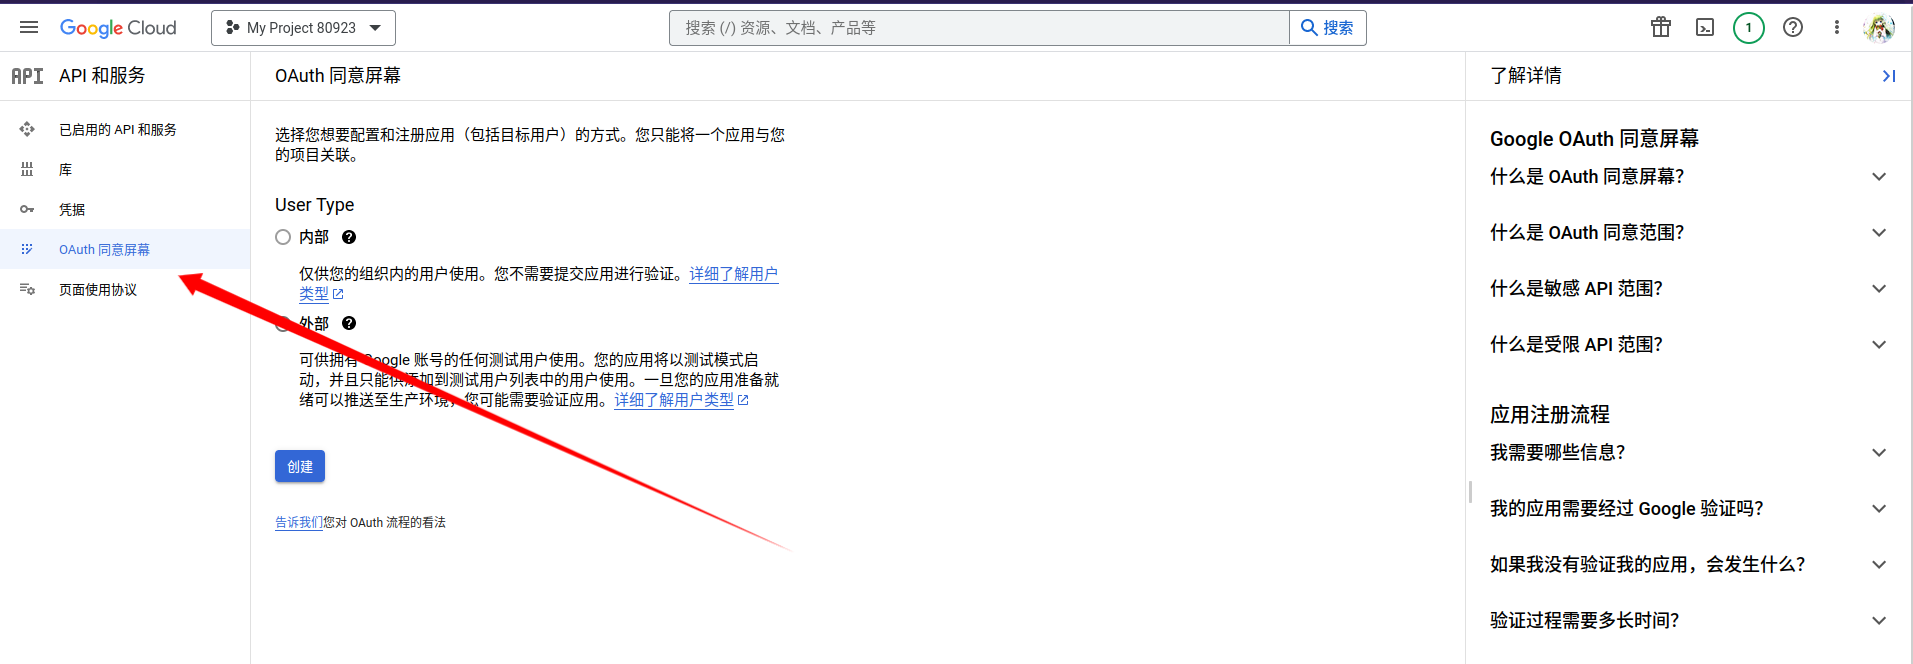 Google Cloud
My Project 80923
搜索 (/) 资源、文档、产品等
搜索
1
API
API 和服务
已启用的 API 和服务
库
凭据
OAuth 同意屏幕
页面使用协议
OAuth 同意屏幕
选择您想要配置和注册应用（包括目标用户）的方式。您只能将一个应用与您
的项目关联。
User Type
内部
仅供您的组织内的用户使用。您不需要提交应用进行验证。详细了解用户
类型
外部
可供拥有 Google 账号的任何测试用户使用。您的应用将以测试模式启
动，并且只能供添加到测试用户列表中的用户使用。一旦您的应用准备就
绪可以推送至生产环境，您可能需要验证应用。详细了解用户类型
创建
告诉我们您对 OAuth 流程的看法
了解详情
Google OAuth 同意屏幕
什么是 OAuth 同意屏幕？
什么是 OAuth 同意范围？
什么是敏感 API 范围？
什么是受限 API 范围？
应用注册流程
我需要哪些信息？
我的应用需要经过 Google 验证吗？
如果我没有验证我的应用，会发生什么？
验证过程需要多长时间？